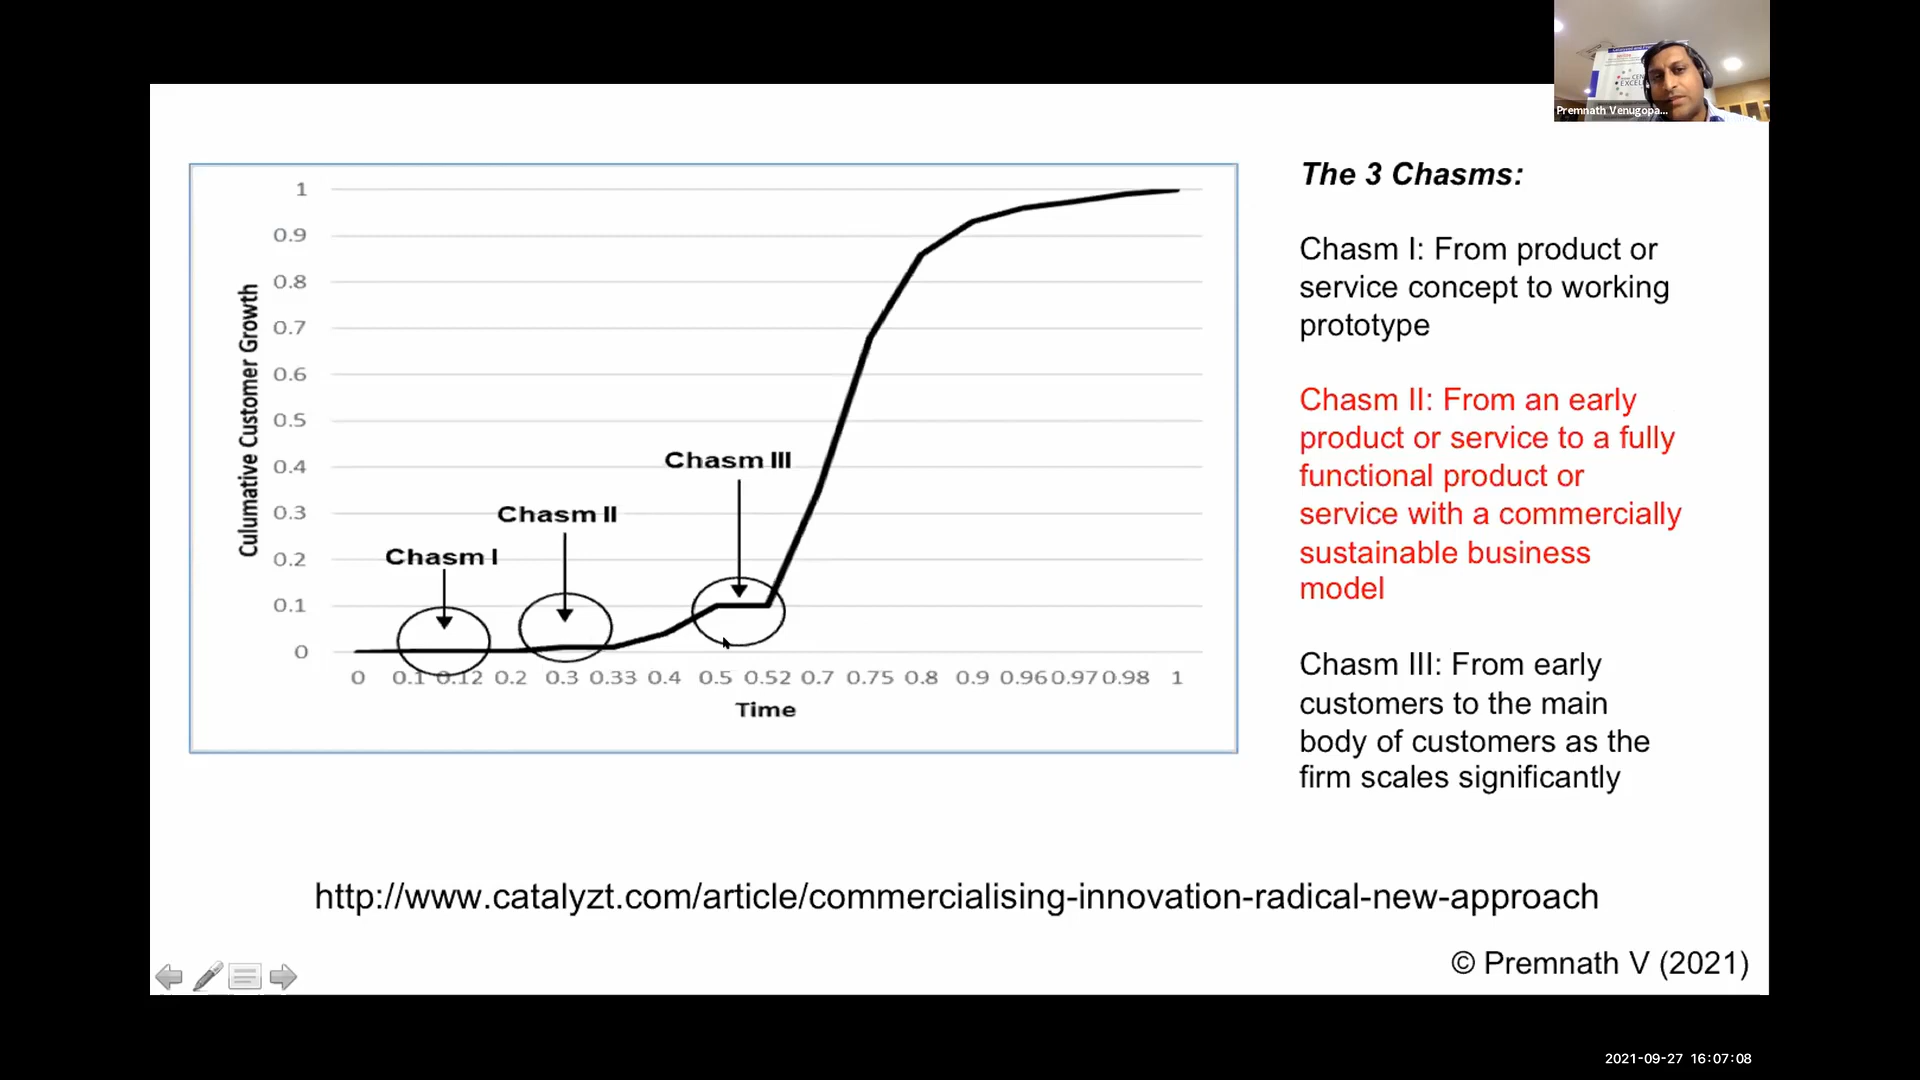 Premnath Venugopa...
The 3 Chasms:
Chasm I: From product or
service concept to working
prototype
Chasm II: From an early
product or service to a fully
functional product or
service with a commercially
sustainable business
model
Chasm III: From early
customers to the main
body of customers as the
firm scales significantly
Culumative Customer Growth
1
0.9
0.8
0.7
0.6
0.5
0.4
0.3
0.2
0.1
0
Chasm I
Chasm II
Chasm III
0 0.1 0.12 0.2 0.3 0.33 0.4 0.5 0.52 0.7 0.75 0.8 0.9 0.96 0.97 0.98 1
Time
http://www.catalyzt.com/article/commercialising-innovation-radical-new-approach
© Premnath V (2021)
2021-09-27 16:07:08